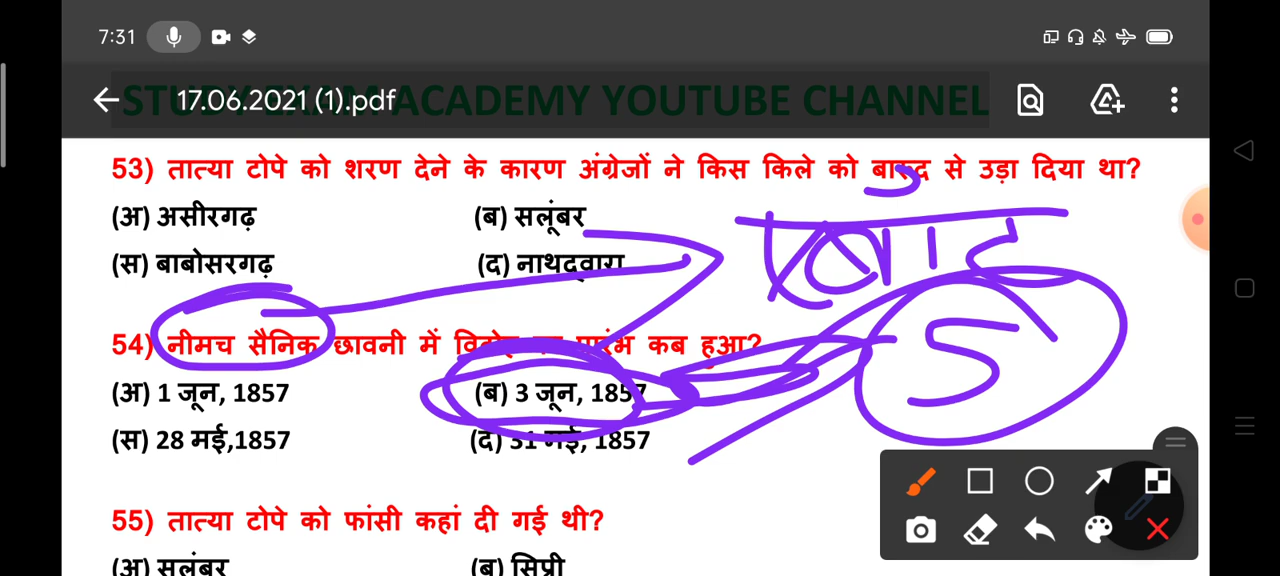 7:31
17.06.2021 (1).pdf
STUDY EXAM ACADEMY YOUTUBE CHANNEL
53) तात्या टोपे को शरण देने के कारण अंग्रेजों ने किस किले को बारूद से उड़ा दिया था?
(अ) असीरगढ़ (ब) सलूंबर
(स) बाबोसरगढ़ (द) नाथद्वारा
54) नीमच सैनिक छावनी में विद्रोह का प्रारंभ कब हुआ?
(अ) 1 जून, 1857 (ब) 3 जून, 1857
(स) 28 मई,1857 (द) 31 मई, 1857
5
55) तात्या टोपे को फांसी कहां दी गई थी?
(अ) सलूंबर (ब) सिप्री